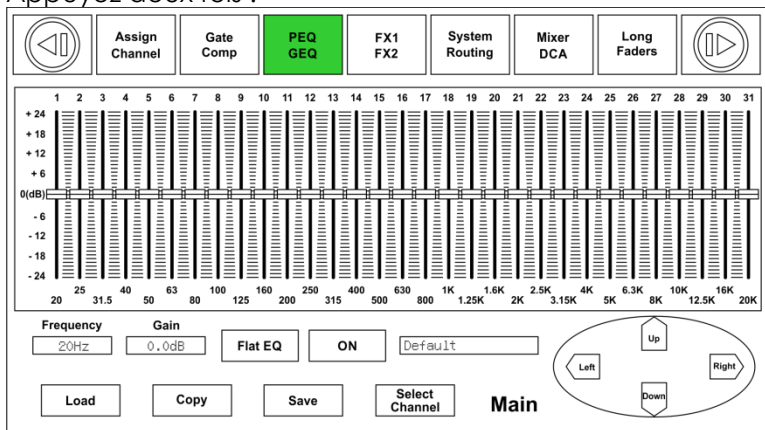 Appuyez deux fois :
Assign Channel Gate Comp PEQ GEQ FX1 FX2 System Routing Mixer DCA Long Faders
1 2 3 4 5 6 7 8 9 10 11 12 13 14 15 16 17 18 19 20 21 22 23 24 25 26 27 28 29 30 31
+ 24
+ 18
+ 12
+ 6
0(dB)
- 6
- 12
- 18
- 24
25 40 63 100 160 250 400 630 1K 1.6K 2.5K 4K 6.3K 10K 16K
20 31.5 50 80 125 200 315 500 800 1.25K 2K 3.15K 5K 8K 12.5K 20K
Frequency Gain
20Hz 0.0dB Flat EQ ON Default
Up
Left Right
Down
Load Copy Save Select Channel Main